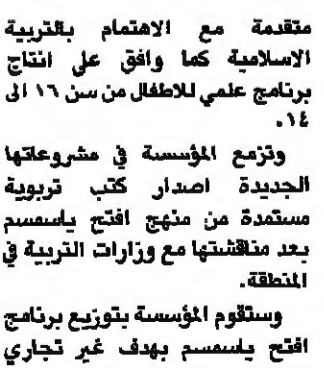 متقدمة مع الاهتمام بالتربية
الاسلامية كما وافق على انتاج
برنامج علمي للاطفال من سن ١٦ الى
١٤.
وتزمع المؤسسة في مشروعاتها
الجديدة اصدار كتب تربوية
مستمدة من منهج افتح ياسمسم
بعد مناقشتها مع وزارات التربية في
المنطقة.
وستقوم المؤسسة بتوزيع برنامج
افتح ياسمسم بهدف غير تجاري